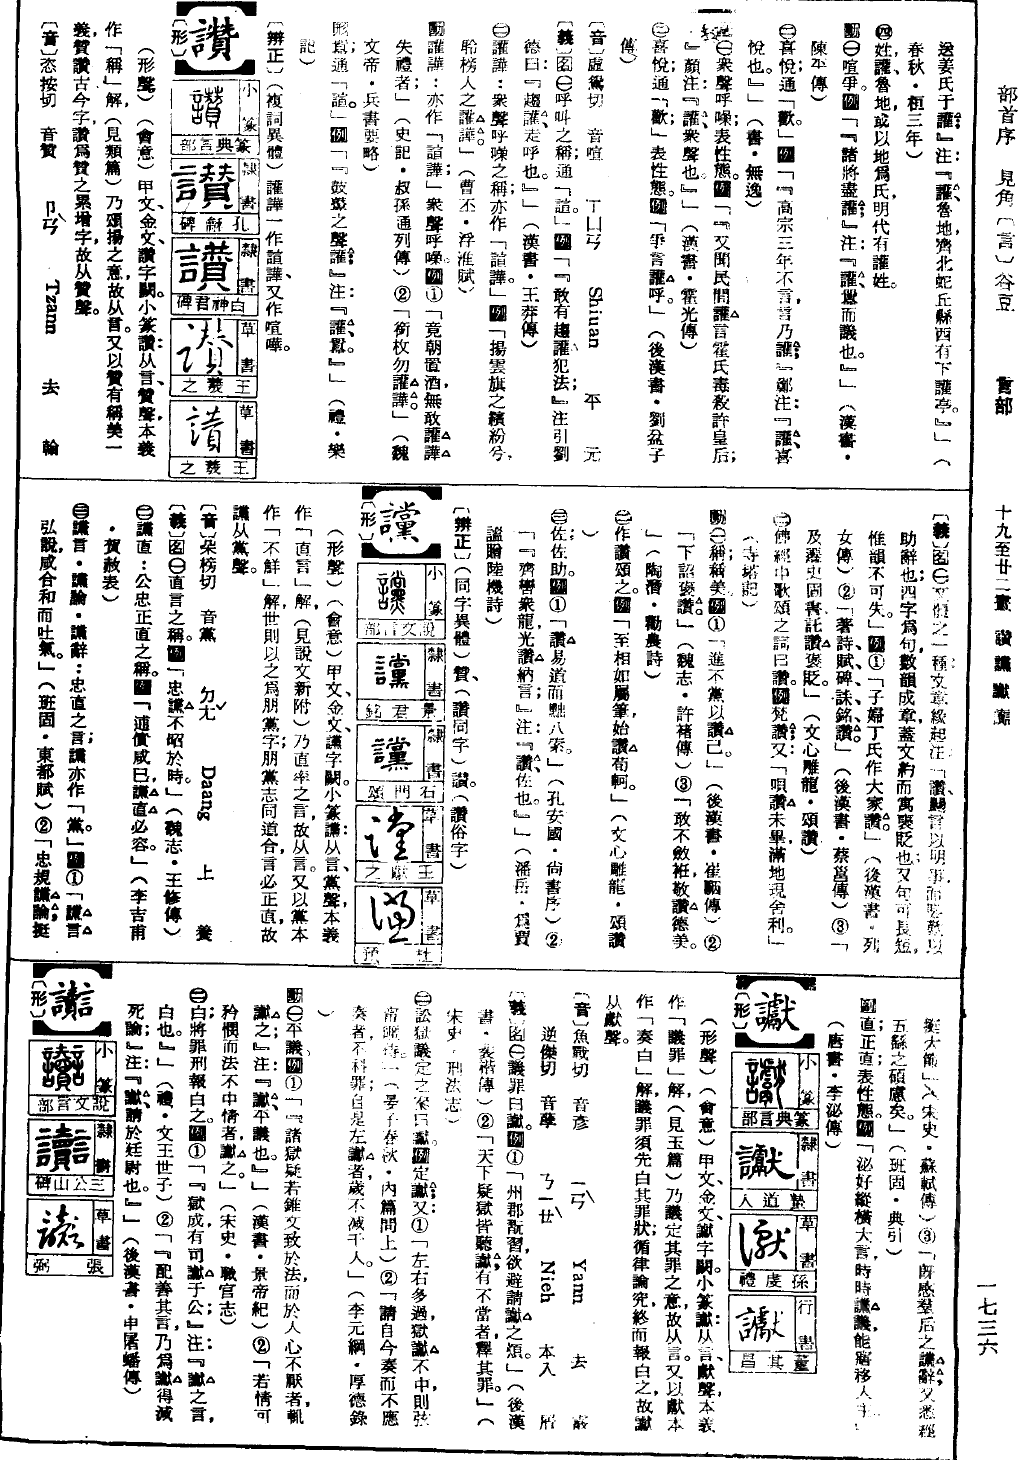 部首序　見角〔言〕谷豆　言部　十九至廿二畫　讚讜讞讟　一七三六
送姜氏于讙』注：『讙魯地濟北蛇丘縣西有下讙亭。』」（
春秋・桓三年）
㊃姓讙魯地或以地爲氏明代有讙姓。
動㊀喧爭例「『諸將盡讙』注：『讙囂而議也。』」（漢書・
陳平傳）
㊁喜悅通「歡」例「『高宗三年不言言乃讙』鄭注：『讙喜
悅也。』」（書・無逸）
㊀衆聲呼噪表性態。例「『又聞民間讙言霍氏毒殺許皇后；
』顏注：『讙衆聲也』」（漢書・霍光傳）
㊁喜悅通「歡」表性態。例「爭言讙呼。」（後漢書・劉盆子
傳）
〔音〕虛鴛切　音喧　ㄒㄩㄢ　Shiuan　平　元
〔義〕名㊀呼叫之稱通「諠」例「『敢有趨讙犯法』注引劉
德曰『趨讙走呼也。』」（漢書・王莽傳）
㊁讙譁：衆聲呼噪之稱；亦作「諠譁」例「揚雲旗之繽紛兮，
聆榜人之讙譁」（曹丕・浮淮賦）
動讙譁：亦作「諠譁」衆聲呼噪。例①「竟朝置酒，無敢讙譁
失禮者」（史記・叔孫通列傳）②「銜枚勿讙譁。」（魏
文帝・兵書要略）
形囂通「諠」例「『鼓鼙之聲讙』注：『讙囂』」（禮・樂
記）
〔辨正〕（複詞異體）讙譁一作諠譁、又作喧嘩。
讚
〔形〕
小篆　篆典言部
隸書　孔龢碑
隸書　白神君碑
草書　王羲之
草書　王羲之
（形聲）（會意）甲文、金文、讚字闕。小篆讚：从言、贊聲，本義
作「稱」解，（見類篇）乃頌揚之意，故从言。又以贊有稱美一
義，贊讚古今字，讚爲贊之累增字，故从贊聲。
〔音〕恣按切　音贊　ㄗㄢˋ　Tzann　去　翰
〔義〕名㊀文體之一種文章緣起注「讚
助辭也；四字爲句，數韻成章蓋文約而寓褒貶也；又句可長短，
惟韻不可失。」例①「子婦丁氏作大家讚。」（後漢書・列
女傳）②「著詩、賦、碑、誄、銘、讚」（後漢書・蔡邕傳）③「
及遷史固書，託讚褒貶。」（文心雕龍・頌讚）
㊁佛經中歌頌之詞曰讚例梵讚；又「唄讚未畢，滿地現舍利。」
（寺塔記）
動㊀稱稱美例①「進不黨以讚己。」（後漢書・崔駰傳）②
「下詔褒讚。」（魏志・許褚傳）③「敢不斂衽敬讚德美。
」（陶潛・勸農詩）
㊁作讚頌之。例「至相如屬筆，始讚荀軻。」（文心雕龍・頌讚
）
㊂佐佐助例①「讚易道而黜八索。」（孔安國・尚書序）②
「『齊轡衆龍，光讚納言』注：『讚佐也。』」（潘岳・爲賈
謐贈陸機詩）
〔辨正〕（同字異體）贊（讚同字）讃。（讚俗字）
讜
〔形〕
小篆　說文言部
隸書　景君銘
隸書　石門頌
草書　王獻之
草書　杜預
（形聲）（會意）甲文、金文、讜字闕。小篆讜：从言、黨聲，本義
作「直言」解，（見說文新附）乃直率之言，故从言。又以黨本
作「不鮮」解，世則以之爲朋黨字；朋黨志同道合，言必正直，故
讜从黨聲。
〔音〕朵榜切　音黨　ㄉㄤˇ　Daang　上　養
〔義〕名㊀直言之稱。例「忠讜不昭於時。」（魏志・王修傳）
㊁讜直：公忠正直之稱。例「逋債咸已，讜直必容。」（李吉甫
・賀赦表）
㊂讜言・讜論・讜辭：忠直之言；讜亦作「黨。」例①「讜言
弘說，咸含和而吐氣。」（班固・東都賦）②「忠規讜論，挺
挺大節」（宋史・蘇軾傳）③「既感羣后之讜辭，又悉經
五繇之碩慮矣。」（班固・典引）
副直正直，表性態。例「泌好縱橫大言，時時讜議，能寤移人主」
（唐書・李泌傳）
讞
〔形〕
小篆　篆典言部
隸書　藝道人
草書　孫虔禮
行書　董其昌
（形聲）（會意）甲文、金文讞字闕。小篆讞：从言、獻聲，本義
作「議罪」解，（見玉篇）乃議定其罪之意，故从言。又以獻本
作「奏白」解，議罪須先白其罪狀，循律論究，終而報白之，故讞
从獻聲。
〔音〕魚戰切　音彥　ㄧㄢˋ　Yann　去　霰
逆傑切　音孽　ㄋㄧㄝˋ　Nieh　本入　屑
〔義〕名㊀議罪曰讞。例①「州郡翫習，欲避請讞之煩。」（後漢
書・襄楷傳）②「天下疑獄皆聽讞；有不當者，釋其罪。」（
宋史・刑法志）
㊁訟獄議定之案曰讞。例定讞；又①「左右多過，獄讞不中，則弦
甯暱侍。」（晏子春秋・內篇問上）②「請自今奏而不應
奏者，不科罪；自是左讞者，歲不減千人」（李元綱・厚德錄
）
動㊀平議。例①「『諸獄疑若錯文致於法，而於人心不厭者，輒
讞之』注：『讞平議也。』」（漢書・景帝紀）②「若情可
矜憫而法不中情者，讞之。」（宋史・職官志）
㊁白將罪刑報白之。例①「『獄成，有司讞于公』注：『讞之言，
白也。』」（禮・文王世子）②「『配善其言，乃爲讞得減
死論』注：『讞請於廷尉也。』」（後漢書・申屠蟠傳）
讟
〔形〕
小篆　說文言部
隸書　三公山碑
草書　張弼